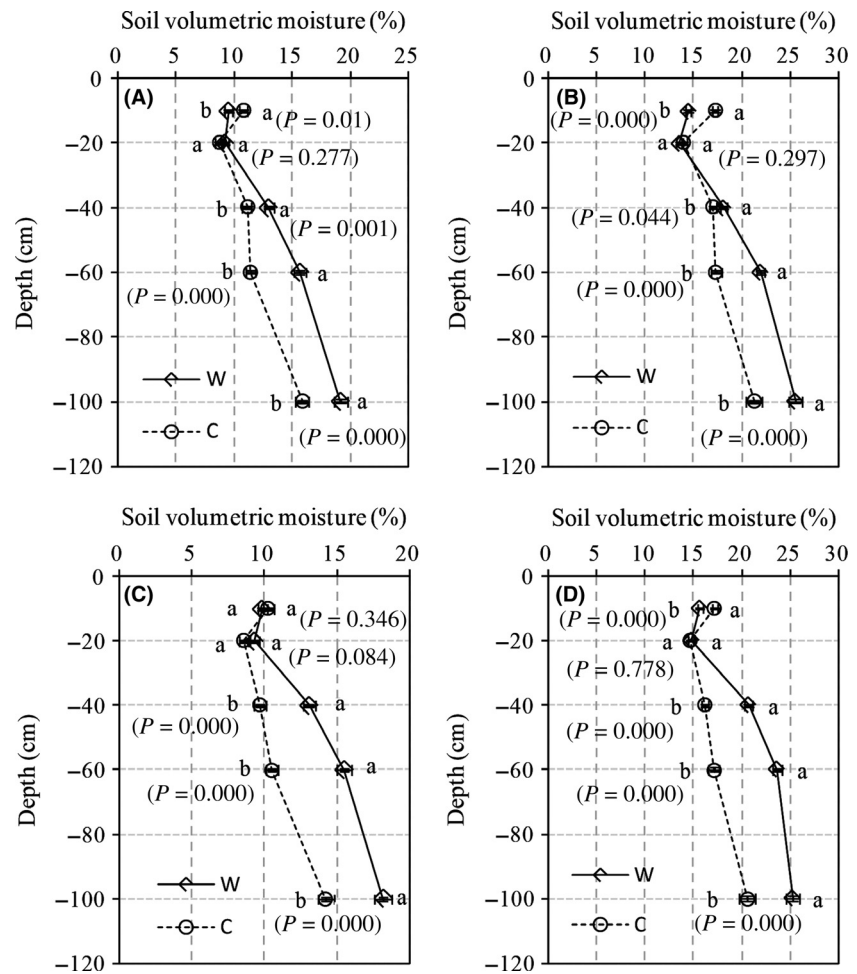 Soil volumetric moisture (%)
0 5 10 15 20 25
0
−20
−40
−60
−80
−100
−120
Depth (cm)
(A)
b a (P = 0.01)
a a (P = 0.277)
b a (P = 0.001)
b a
(P = 0.000)
W
b a
C
(P = 0.000)
Soil volumetric moisture (%)
0 5 10 15 20 25 30
0
−20
−40
−60
−80
−100
−120
Depth (cm)
(B)
b a
(P = 0.000)
a a
(P = 0.297)
b a
(P = 0.044)
b a
(P = 0.000)
W
b a
C
(P = 0.000)
Soil volumetric moisture (%)
0 5 10 15 20
0
−20
−40
−60
−80
−100
−120
Depth (cm)
(C)
a a (P = 0.346)
a a (P = 0.084)
b a
(P = 0.000)
b a
(P = 0.000)
W
b a
C
(P = 0.000)
Soil volumetric moisture (%)
0 5 10 15 20 25 30
0
−20
−40
−60
−80
−100
−120
Depth (cm)
(D)
b a
(P = 0.000)
a a
(P = 0.778)
b a
(P = 0.000)
b a
(P = 0.000)
W
b a
C
(P = 0.000)